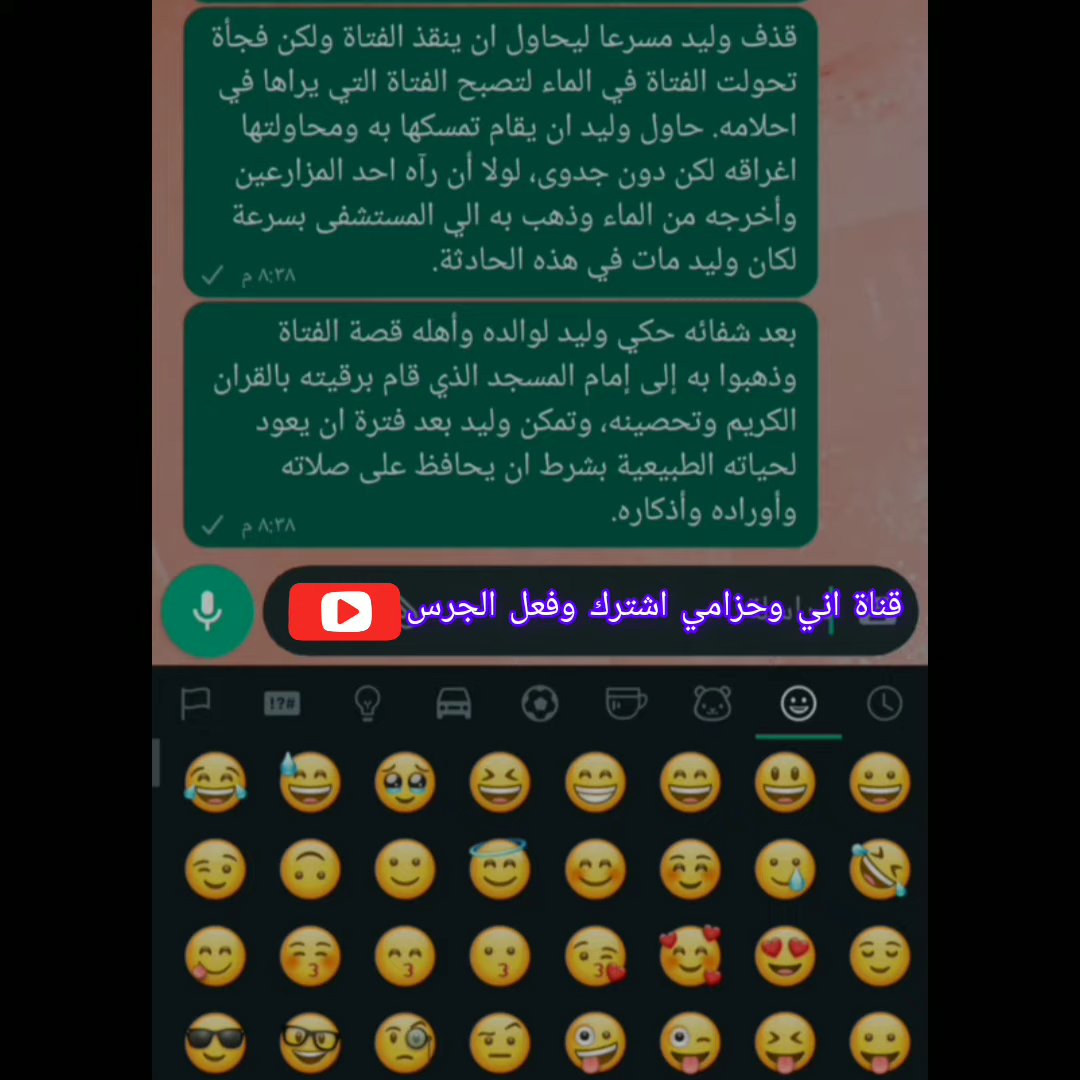 قذف وليد مسرعا ليحاول ان ينقذ الفتاة ولكن فجأة
تحولت الفتاة في الماء لتصبح الفتاة التي يراها في
احلامه. حاول وليد ان يقام تمسكها به ومحاولتها
اغراقه لكن دون جدوى، لولا أن رآه احد المزارعين
وأخرجه من الماء وذهب به الي المستشفى بسرعة
لكان وليد مات في هذه الحادثة.
٨:٣٨ م
بعد شفائه حكي وليد لوالده وأهله قصة الفتاة
وذهبوا به إلى إمام المسجد الذي قام برقيته بالقران
الكريم وتحصينه، وتمكن وليد بعد فترة ان يعود
لحياته الطبيعية بشرط ان يحافظ على صلاته
وأوراده وأذكاره.
٨:٣٨ م
قناة اني وحزامي اشترك وفعل الجرس
!?#